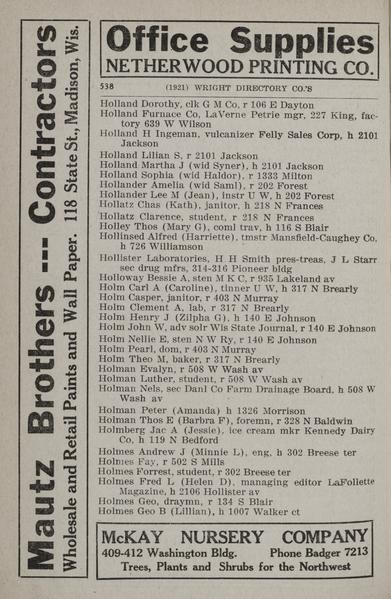 Mautz Brothers --- Contractors
Wholesale and Retail Paints and Wall Paper. 118 State St., Madison, Wis.
Office Supplies
NETHERWOOD PRINTING CO.
538 (1921) WRIGHT DIRECTORY CO.'S
Holland Dorothy, clk G M Co, r 106 E Dayton
Holland Furnace Co, LaVerne Petrie mgr, 227 King, fac-
tory 639 W Wilson
Holland H Ingeman, vulcanizer Felly Sales Corp, h 2101
Jackson
Holland Lilian S, r 2101 Jackson
Holland Martha J (wid Syner), h 2101 Jackson
Holland Sophia (wid Haldor), r 1333 Milton
Hollander Amelia (wid Saml), r 202 Forest
Hollander Lee M (Jean), instr U W, h 202 Forest
Hollatz Chas (Kath), janitor, h 218 N Frances
Hollatz Clarence, student, r 218 N Frances
Holley Thos (Mary G), coml trav, h 116 S Blair
Hollinsed Alfred (Harriette), tmstr Mansfield-Caughey Co,
h 726 Williamson
Hollister Laboratories, H H Smith pres-treas, J L Starr
sec drug mfrs, 314-316 Pioneer bldg
Holloway Bessie A, sten M K C, r 935 Lakeland av
Holm Carl A (Caroline), tinner U W, h 317 N Brearly
Holm Casper, janitor, r 403 N Murray
Holm Clement A, lab, r 317 N Brearly
Holm Henry J (Zilpha G), h 140 E Johnson
Holm John W, adv solr Wis State Journal, r 140 E Johnson
Holm Nellie E, sten N W Ry, r 140 E Johnson
Holm Pearl, dom, r 403 N Murray
Holm Theo M, baker, r 317 N Brearly
Holman Evalyn, r 508 W Wash av
Holman Luther, student, r 508 W Wash av
Holman Nels, sec Danl Co Farm Drainage Board, h 508 W
Wash av
Holman Peter (Amanda) h 1326 Morrison
Holman Thos E (Barbra F), foremn, r 328 N Baldwin
Holmberg Jac A (Jessie), ice cream mkr Kennedy Dairy
Co, h 119 N Bedford
Holmes Andrew J (Minnie L), eng, h 302 Breese ter
Holmes Fay, r 502 S Mills
Holmes Forrest, student, r 302 Breese ter
Holmes Fred L (Helen D), managing editor LaFollette
Magazine, h 2106 Hollister av
Holmes Geo, draymn, r 134 S Blair
Holmes Geo B (Lillian), h 1007 Walker ct
McKAY NURSERY COMPANY
409-412 Washington Bldg. Phone Badger 7213
Trees, Plants and Shrubs for the Northwest